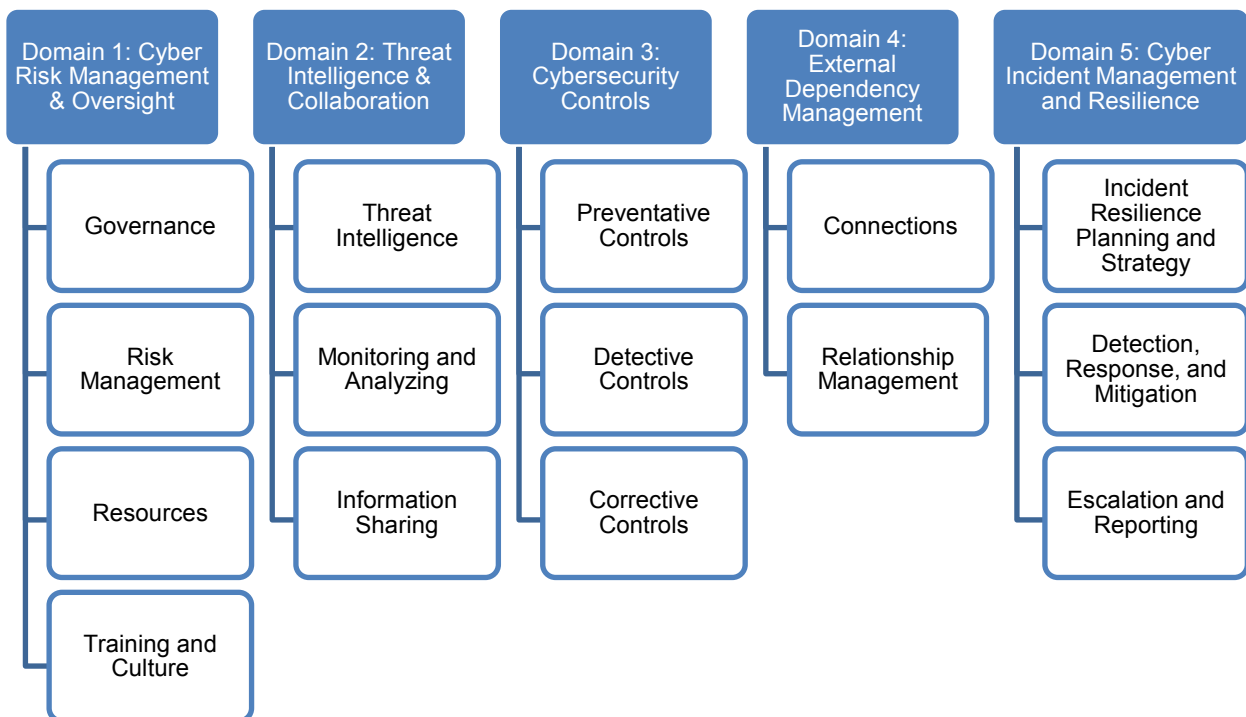 Domain 1: Cyber
Risk Management
& Oversight
Governance
Risk
Management
Resources
Training and
Culture
Domain 2: Threat
Intelligence &
Collaboration
Threat
Intelligence
Monitoring and
Analyzing
Information
Sharing
Domain 3:
Cybersecurity
Controls
Preventative
Controls
Detective
Controls
Corrective
Controls
Domain 4:
External
Dependency
Management
Connections
Relationship
Management
Domain 5: Cyber
Incident Management
and Resilience
Incident
Resilience
Planning and
Strategy
Detection,
Response, and
Mitigation
Escalation and
Reporting